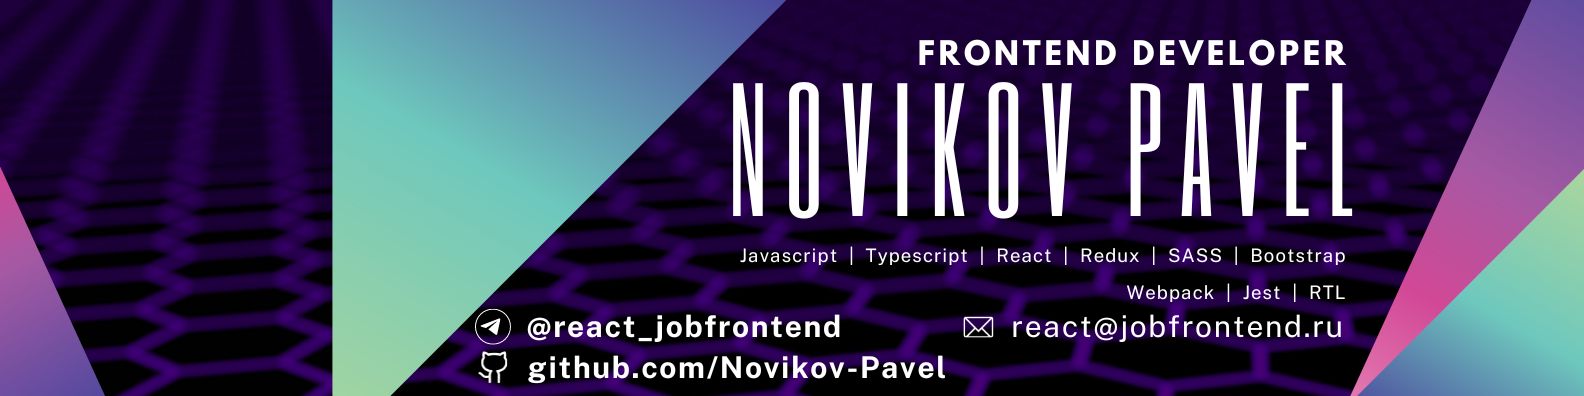 FRONTEND DEVELOPER
NOVIKOV PAVEL
Javascript | Typescript | React | Redux | SASS | Bootstrap
Webpack | Jest | RTL
@react_jobfrontend
react@jobfrontend.ru
github.com/Novikov-Pavel